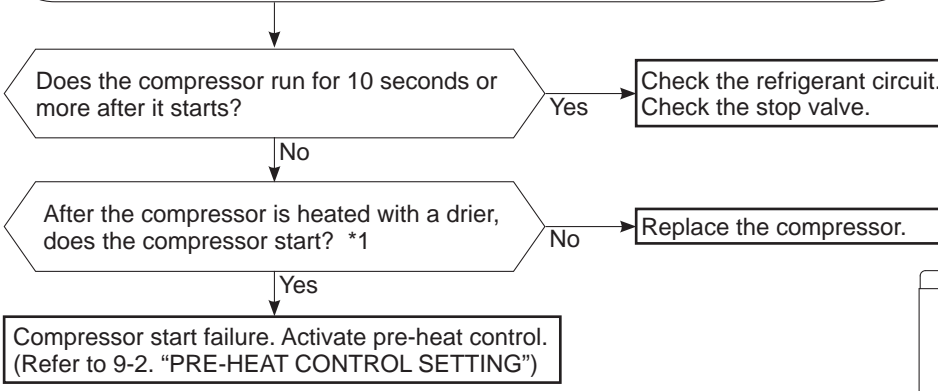 Does the compressor run for 10 seconds or
more after it starts?
Yes
Check the refrigerant circuit.
Check the stop valve.
No
After the compressor is heated with a drier,
does the compressor start? *1
No
Replace the compressor.
Yes
Compressor start failure. Activate pre-heat control.
(Refer to 9-2. “PRE-HEAT CONTROL SETTING”)